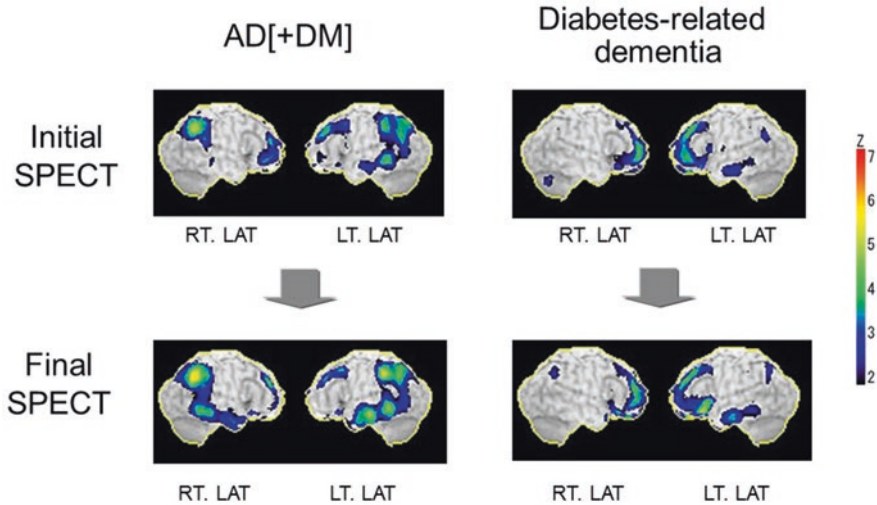 AD[+DM]
Diabetes-related
dementia
Initial
SPECT
RT. LAT
LT. LAT
RT. LAT
LT. LAT
Z
7
6
5
4
3
2
Final
SPECT
RT. LAT
LT. LAT
RT. LAT
LT. LAT